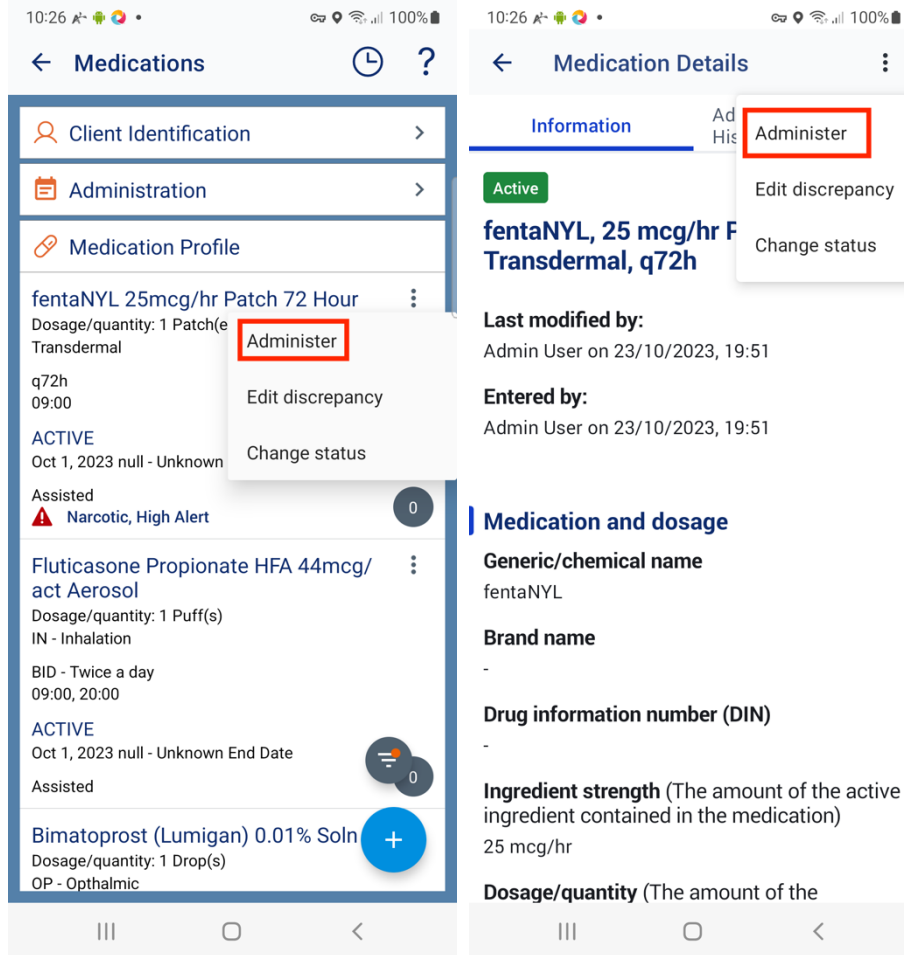 10:26
100%
Medications
?
Client Identification
Administration
Medication Profile
fentaNYL 25mcg/hr Patch 72 Hour
Dosage/quantity: 1 Patch(e
Transdermal
q72h
09:00
ACTIVE
Oct 1, 2023 null - Unknown
Assisted
Narcotic, High Alert
0
Administer
Edit discrepancy
Change status
Fluticasone Propionate HFA 44mcg/
act Aerosol
Dosage/quantity: 1 Puff(s)
IN - Inhalation
BID - Twice a day
09:00, 20:00
ACTIVE
Oct 1, 2023 null - Unknown End Date
Assisted
0
Bimatoprost (Lumigan) 0.01% Soln
+
Dosage/quantity: 1 Drop(s)
OP - Opthalmic
10:26
100%
Medication Details
Information
Ad
His
Administer
Edit discrepancy
Change status
Active
fentaNYL, 25 mcg/hr P
Transdermal, q72h
Last modified by:
Admin User on 23/10/2023, 19:51
Entered by:
Admin User on 23/10/2023, 19:51
Medication and dosage
Generic/chemical name
fentaNYL
Brand name
-
Drug information number (DIN)
-
Ingredient strength (The amount of the active
ingredient contained in the medication)
25 mcg/hr
Dosage/quantity (The amount of the